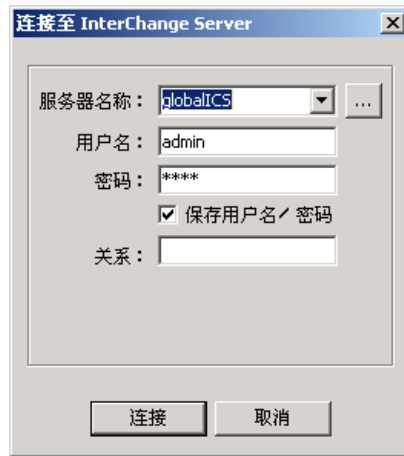 连接至 InterChange Server
服务器名称： globalICS ...
用户名： admin
密码： ****
保存用户名/密码
关系：
连接 取消